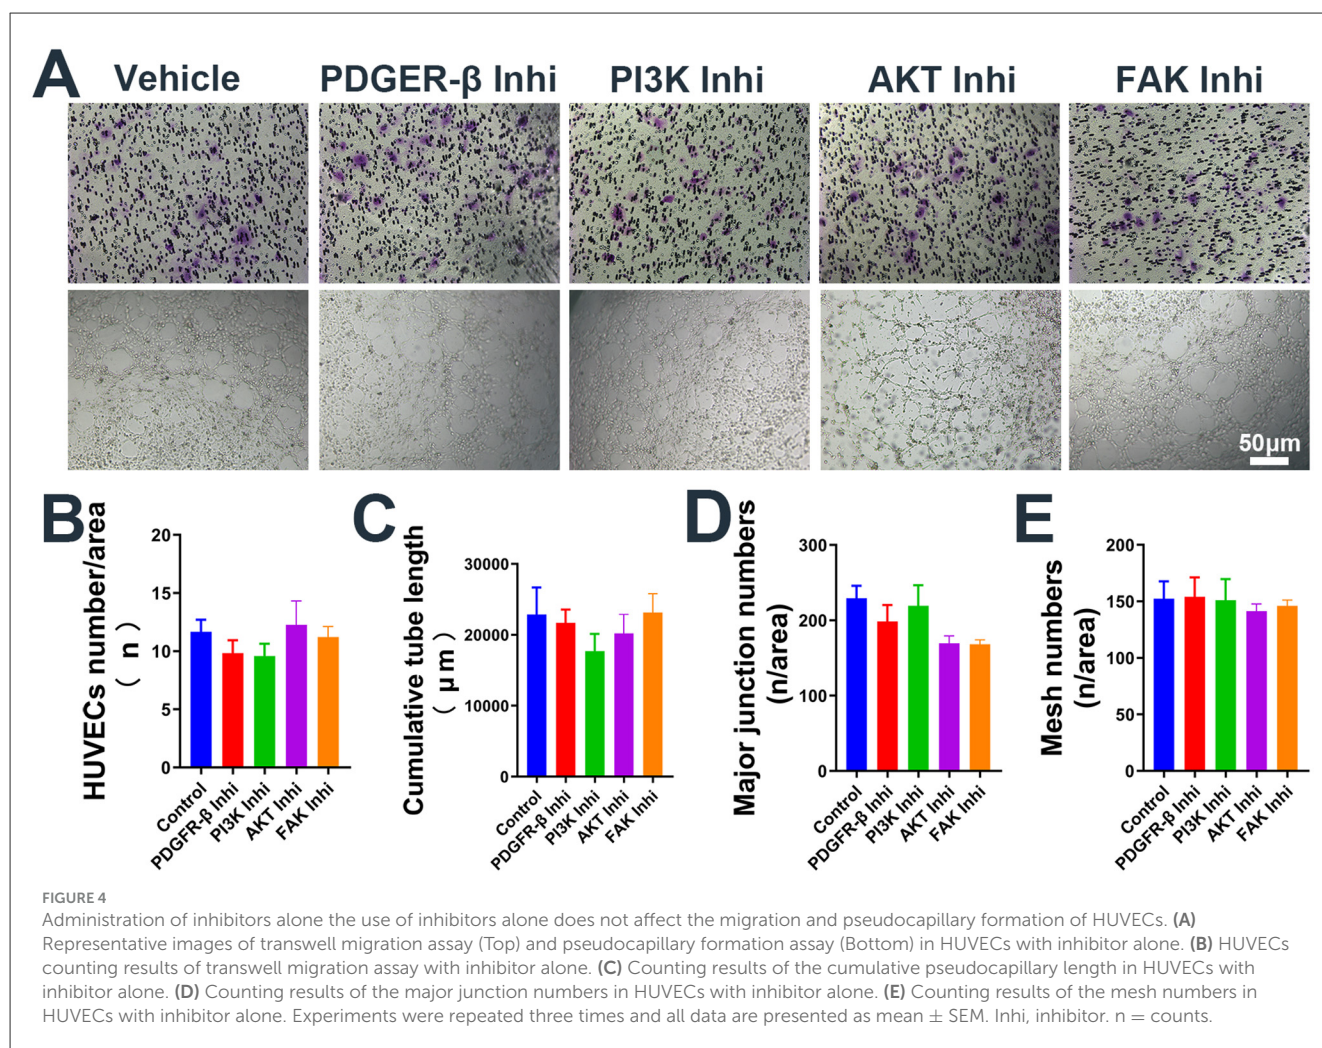 A
Vehicle
PDGER-β Inhi
PI3K Inhi
AKT Inhi
FAK Inhi
50μm
B
HUVECs number/area
( n )
20
15
10
5
0
Control
PDGFR-β Inhi
PI3K Inhi
AKT Inhi
FAK Inhi
C
Cumulative tube length
( μm )
30000
20000
10000
0
Control
PDGFR-β Inhi
PI3K Inhi
AKT Inhi
FAK Inhi
D
Major junction numbers
(n/area)
300
200
100
0
Control
PDGFR-β Inhi
PI3K Inhi
AKT Inhi
FAK Inhi
E
Mesh numbers
(n/area)
200
150
100
50
0
Control
PDGFR-β Inhi
PI3K Inhi
AKT Inhi
FAK Inhi
FIGURE 4
Administration of inhibitors alone the use of inhibitors alone does not affect the migration and pseudocapillary formation of HUVECs. (A)
Representative images of transwell migration assay (Top) and pseudocapillary formation assay (Bottom) in HUVECs with inhibitor alone. (B) HUVECs
counting results of transwell migration assay with inhibitor alone. (C) Counting results of the cumulative pseudocapillary length in HUVECs with
inhibitor alone. (D) Counting results of the major junction numbers in HUVECs with inhibitor alone. (E) Counting results of the mesh numbers in
HUVECs with inhibitor alone. Experiments were repeated three times and all data are presented as mean ± SEM. Inhi, inhibitor. n = counts.